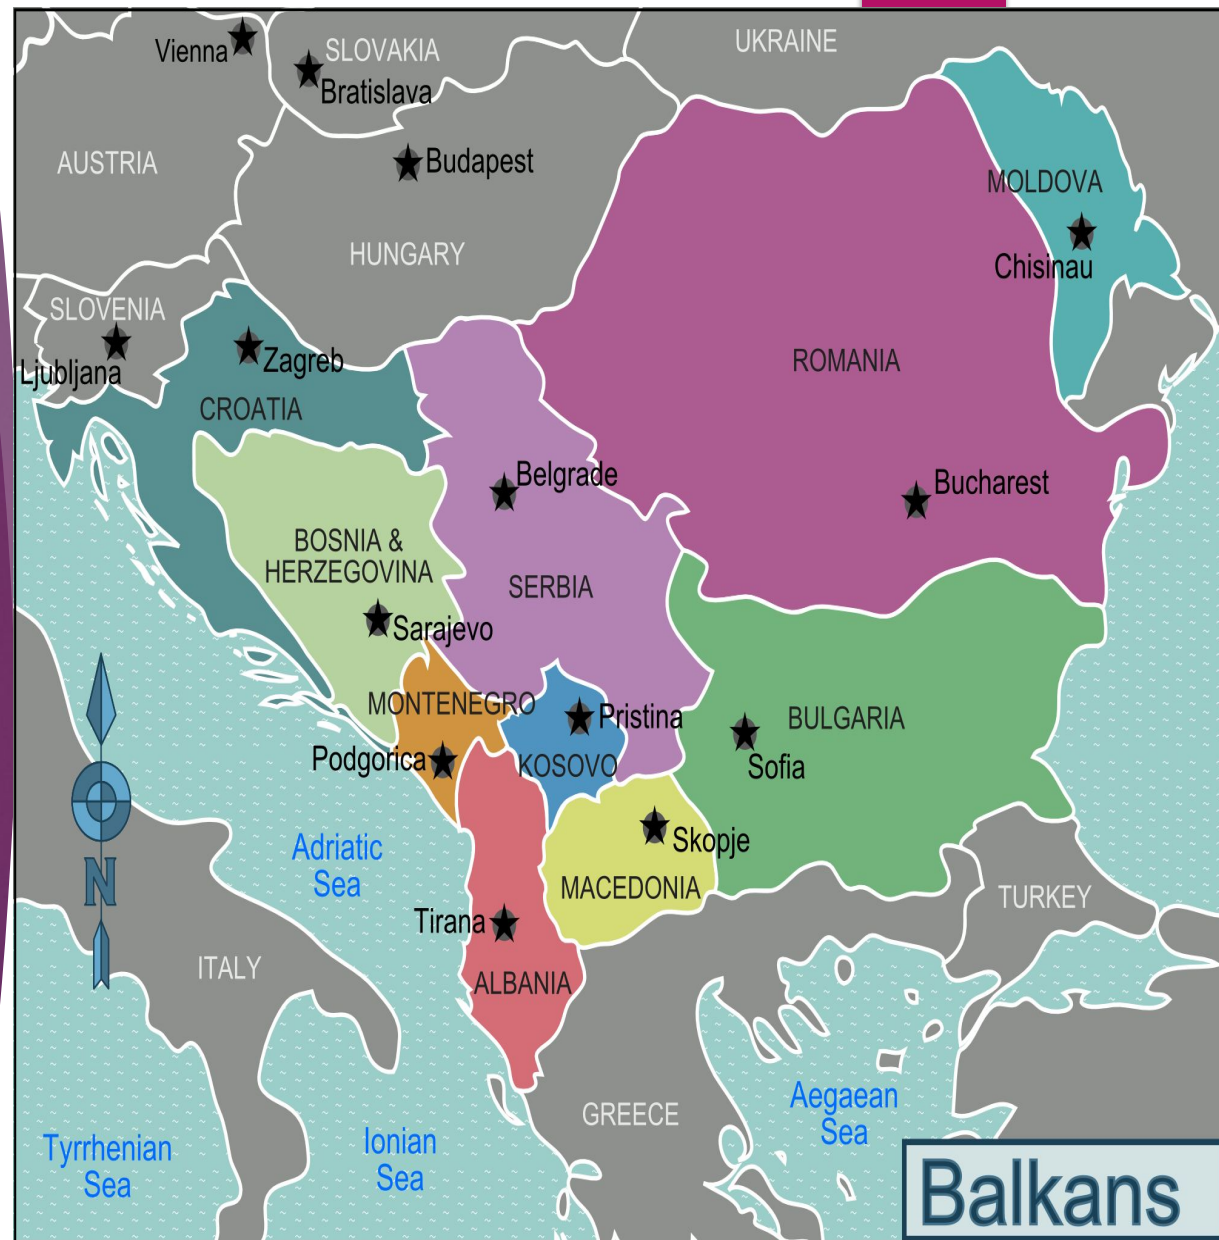 Vienna
SLOVAKIA
UKRAINE
Bratislava
AUSTRIA
Budapest
MOLDOVA
HUNGARY
Chisinau
SLOVENIA
Ljubljana
Zagreb
ROMANIA
CROATIA
Belgrade
Bucharest
BOSNIA &
HERZEGOVINA
SERBIA
Sarajevo
MONTENEGRO
Pristina
BULGARIA
Podgorica
KOSOVO
Sofia
Adriatic
Sea
Skopje
N
MACEDONIA
TURKEY
Tirana
ITALY
ALBANIA
Aegaean
Sea
GREECE
Tyrrhenian
Sea
Ionian
Sea
Balkans